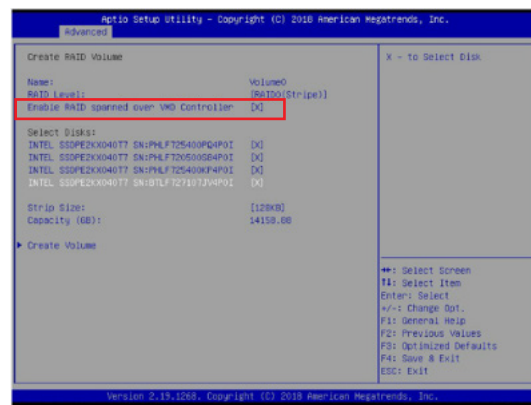 Aptio Setup Utility - Copyright (C) 2018 American Megatrends, Inc.
Advanced
Create RAID Volume
Name: Volume0
RAID Level: [RAID0(Stripe)]
Enable RAID spanned over VMD Controller [X]
Select Disks:
INTEL SSDPE2KX040T7 SN:PHLF725400PQ4P0I [X]
INTEL SSDPE2KX040T7 SN:PHLF720500S84P0I [X]
INTEL SSDPE2KX040T7 SN:PHLF725400KP4P0I [X]
INTEL SSDPE2KX040T7 SN:BTLF727107JV4P0I [X]
Strip Size: [128KB]
Capacity (GB): 14158.08
Create Volume
X - to Select Disk
→←: Select Screen
↑↓: Select Item
Enter: Select
+/-: Change Opt.
F1: General Help
F2: Previous Values
F3: Optimized Defaults
F4: Save & Exit
ESC: Exit
Version 2.19.1268. Copyright (C) 2018 American Megatrends, Inc.